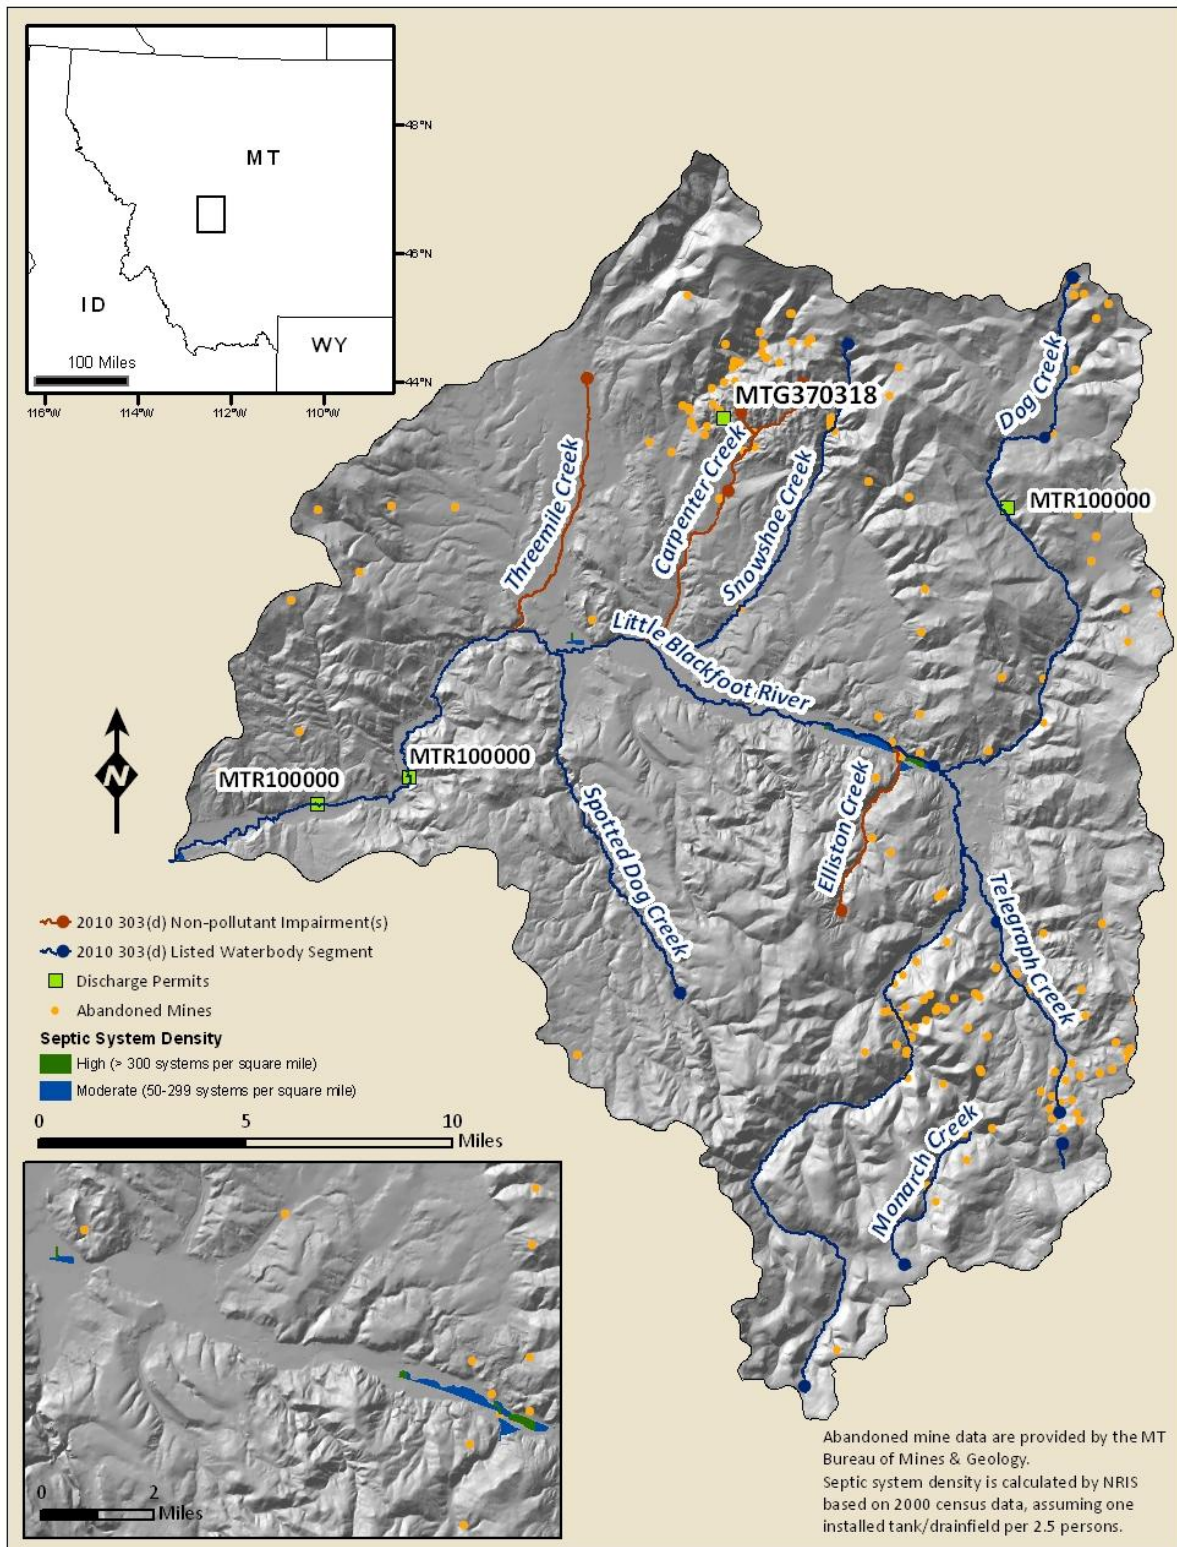 MT
ID
WY
100 Miles
48°N
46°N
44°N
116°W
114°W
112°W
110°W
Dog Creek
MTG370318
Threemile Creek
Carpenter Creek
Snowshoe Creek
MTR100000
Little Blackfoot River
MTR100000
MTR100000
Spotted Dog Creek
Elliston Creek
Telegraph Creek
Monarch Creek
N
2010 303(d) Non-pollutant Impairment(s)
2010 303(d) Listed Waterbody Segment
Discharge Permits
Abandoned Mines
Septic System Density
High (> 300 systems per square mile)
Moderate (50-299 systems per square mile)
0 5 10
Miles
0 2
Miles
Abandoned mine data are provided by the MT
Bureau of Mines & Geology.
Septic system density is calculated by NRIS
based on 2000 census data, assuming one
installed tank/drainfield per 2.5 persons.